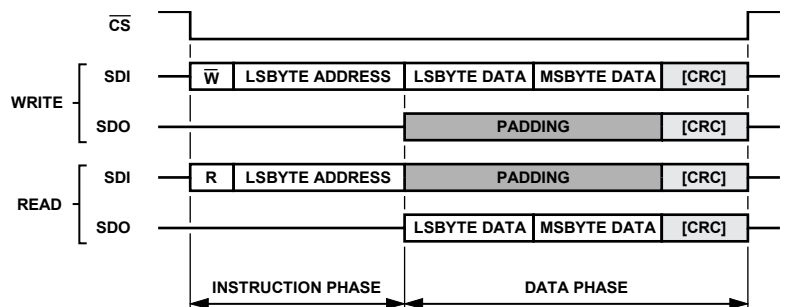 CS
SDI W LSBYTE ADDRESS LSBYTE DATA MSBYTE DATA [CRC]
WRITE
SDO PADDING [CRC]
SDI R LSBYTE ADDRESS PADDING [CRC]
READ
SDO LSBYTE DATA MSBYTE DATA [CRC]
INSTRUCTION PHASE DATA PHASE